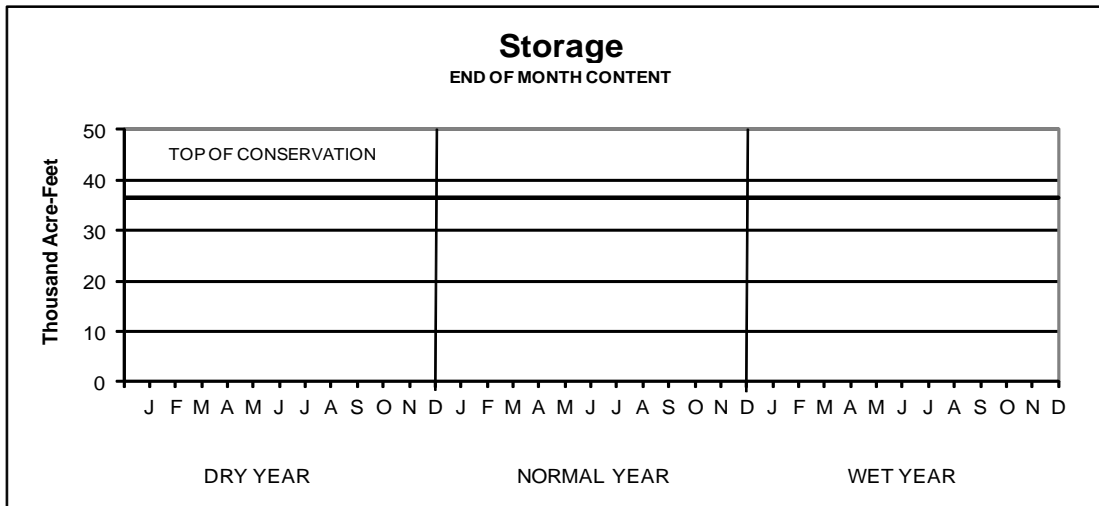 Storage
END OF MONTH CONTENT
Thousand Acre-Feet
50
TOP OF CONSERVATION
40
30
20
10
0
J F M A M J J A S O N D J F M A M J J A S O N D J F M A M J J A S O N D
DRY YEAR NORMAL YEAR WET YEAR